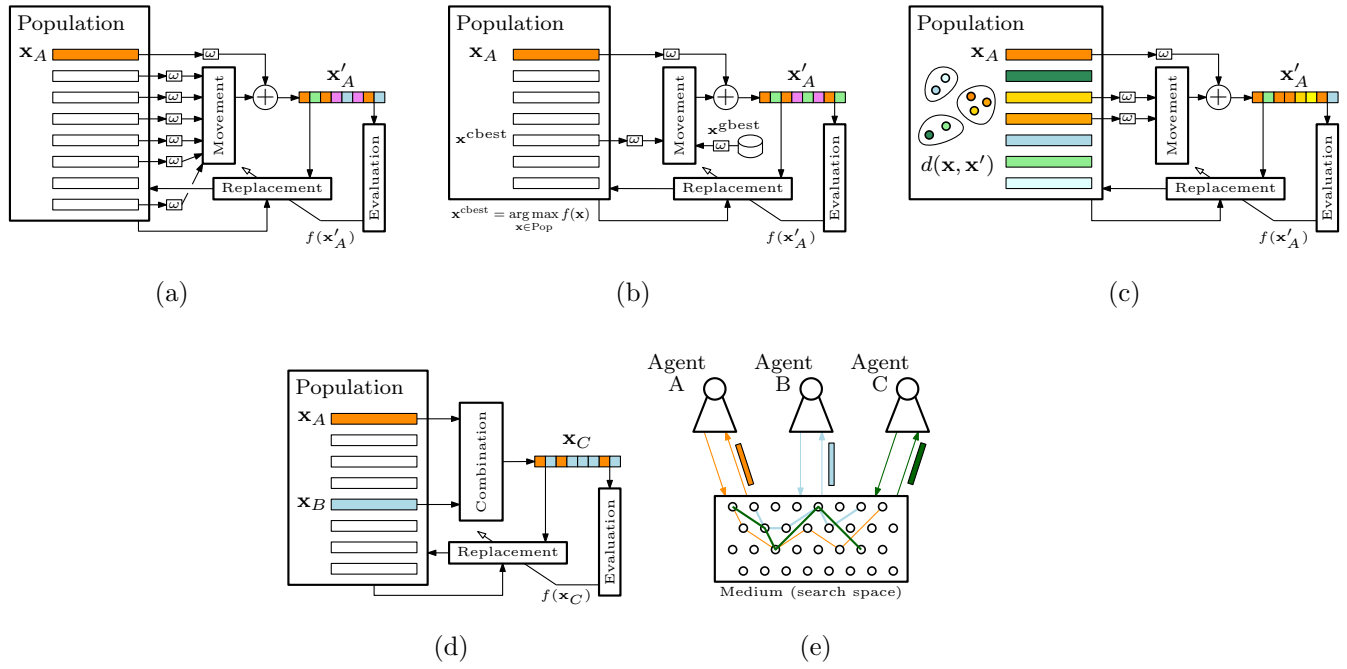 Population
𝐱_A
ω
ω
ω
ω
ω
ω
ω
Movement
+
𝐱′_A
Evaluation
Replacement
f(𝐱′_A)
(a)
Population
𝐱_A
ω
𝐱^cbest
ω
Movement
+
𝐱′_A
𝐱^gbest
ω
Evaluation
Replacement
𝐱^cbest = arg max f(𝐱)
𝐱∈Pop
f(𝐱′_A)
(b)
Population
𝐱_A
ω
ω
ω
d(𝐱, 𝐱′)
Movement
+
𝐱′_A
Evaluation
Replacement
f(𝐱′_A)
(c)
Population
𝐱_A
𝐱_B
Combination
𝐱_C
Evaluation
Replacement
f(𝐱_C)
(d)
Agent
A
Agent
B
Agent
C
Medium (search space)
(e)